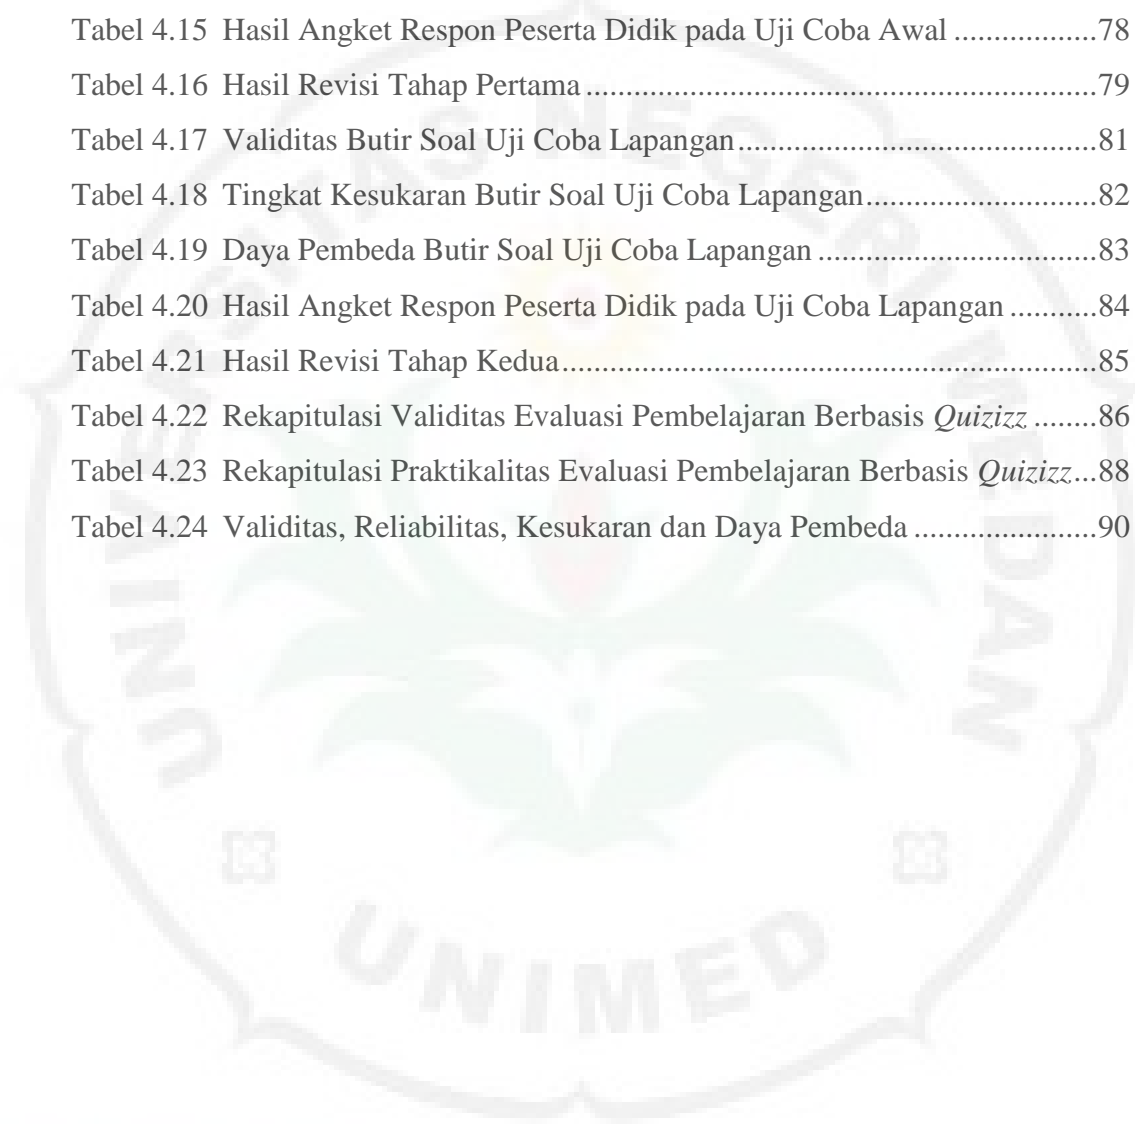 Tabel 4.15 Hasil Angket Respon Peserta Didik pada Uji Coba Awal .................78
Tabel 4.16 Hasil Revisi Tahap Pertama .............................................................79
Tabel 4.17 Validitas Butir Soal Uji Coba Lapangan...........................................81
Tabel 4.18 Tingkat Kesukaran Butir Soal Uji Coba Lapangan...........................82
Tabel 4.19 Daya Pembeda Butir Soal Uji Coba Lapangan .................................83
Tabel 4.20 Hasil Angket Respon Peserta Didik pada Uji Coba Lapangan ...........84
Tabel 4.21 Hasil Revisi Tahap Kedua................................................................85
Tabel 4.22 Rekapitulasi Validitas Evaluasi Pembelajaran Berbasis Quizizz ........86
Tabel 4.23 Rekapitulasi Praktikalitas Evaluasi Pembelajaran Berbasis Quizizz...88
Tabel 4.24 Validitas, Reliabilitas, Kesukaran dan Daya Pembeda ......................90
UNIVERSITAS NEGERI MEDAN
UNIMED